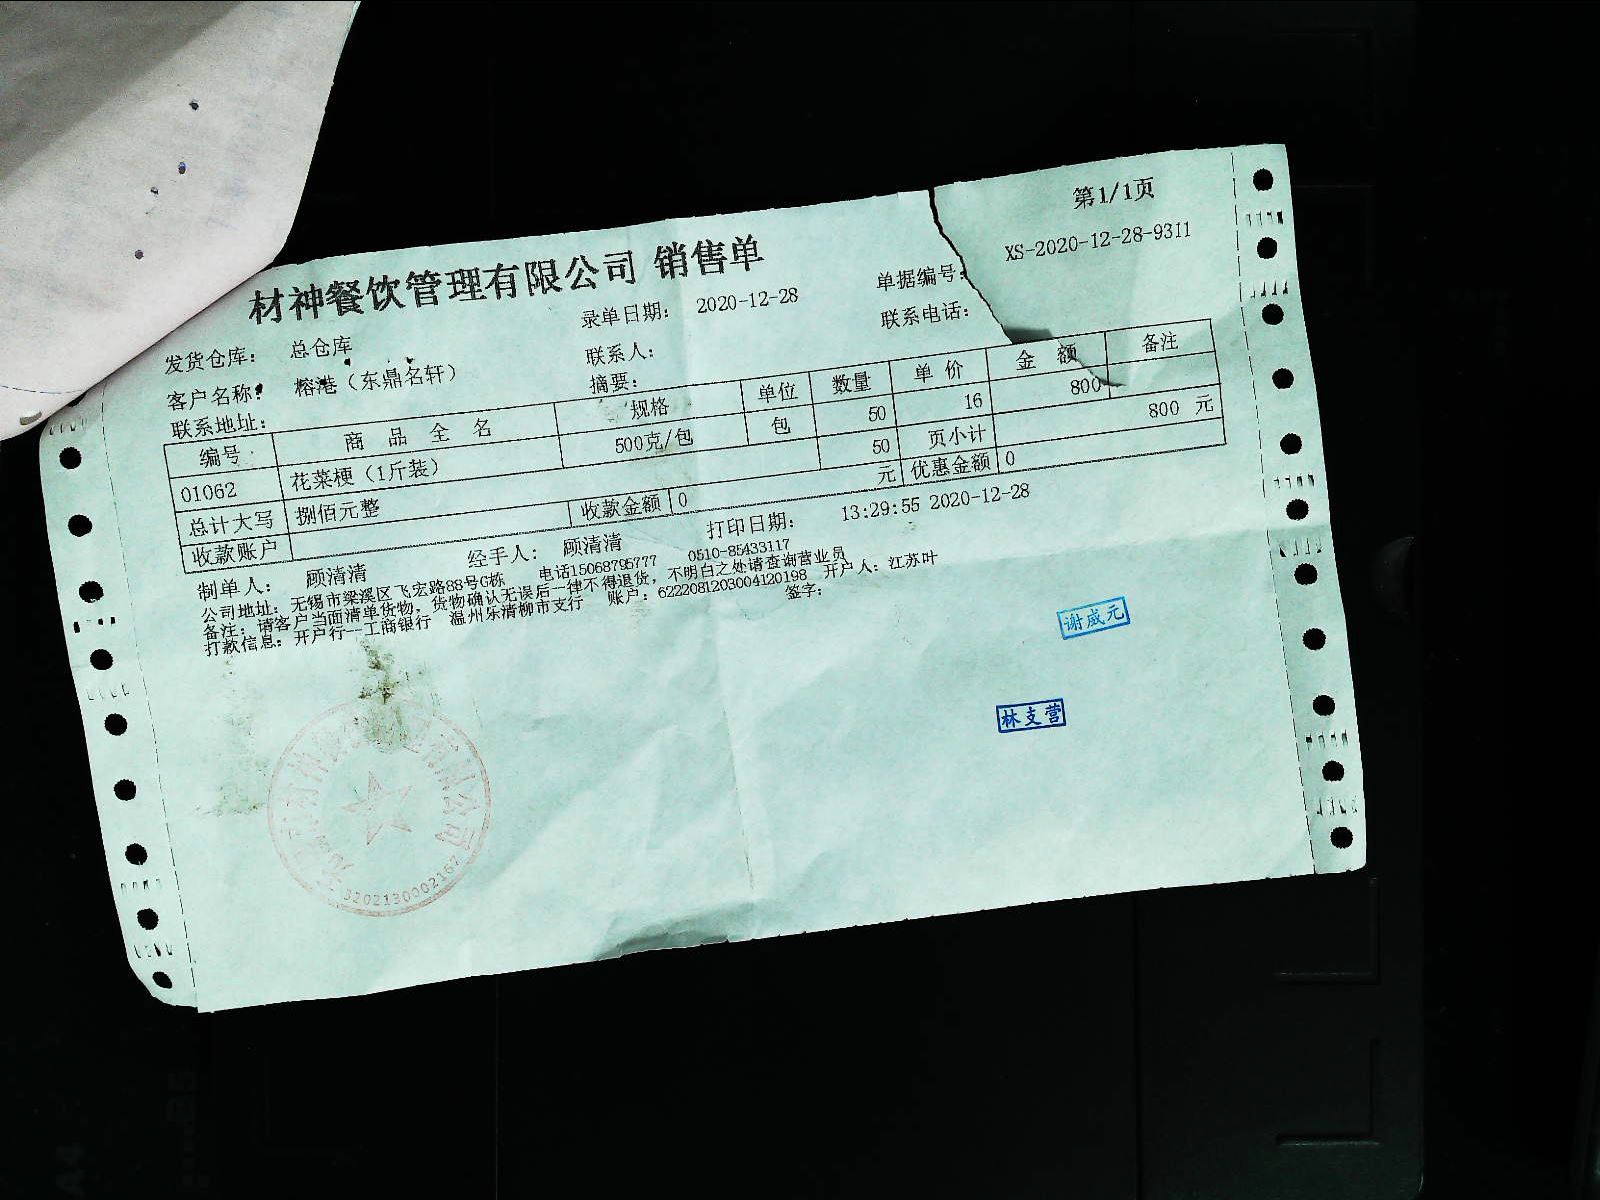 第1/1页
材神餐饮管理有限公司 销售单
录单日期： 2020-12-28 单据编号： XS-2020-12-28-9311
发货仓库： 总仓库 联系人： 联系电话：
客户名称： 榕港（东鼎名轩） 摘要：
联系地址：
编号 商 品 全 名 规格 单位 数量 单 价 金 额 备注
01062 花菜梗（1斤装） 500克/包 包 50 16 800
总计大写 捌佰元整 50 页小计 800 元
收款账户 收款金额 0 元 优惠金额 0
制单人： 顾清清 经手人： 顾清清 打印日期： 13:29:55 2020-12-28
公司地址：无锡市梁溪区飞宏路88号G栋 电话15068795777 0510-85433117
备注：请客户当面清单货物，货物确认无误后一律不得退货，不明白之处请查询营业员
打款信息：开户行--工商银行 温州乐清柳市支行 账户：6222081203004120198 开户人：江苏叶
签字：
谢威元
林支营
3202130002167